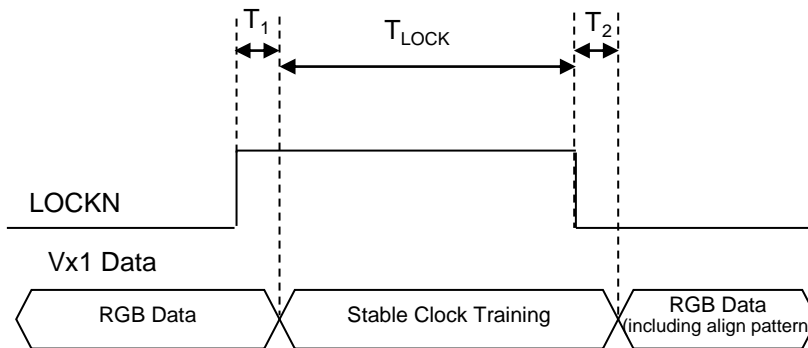 T1
TLOCK
T2
LOCKN
Vx1 Data
RGB Data
Stable Clock Training
RGB Data
(including align pattern